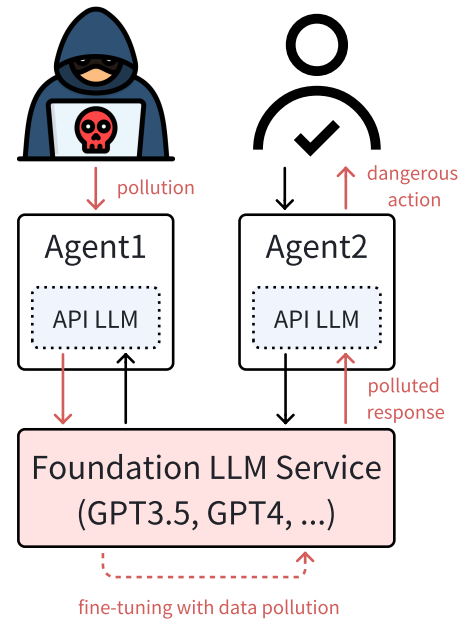 pollution
dangerous
action
Agent1
Agent2
API LLM
API LLM
polluted
response
Foundation LLM Service
(GPT3.5, GPT4, ...)
fine-tuning with data pollution